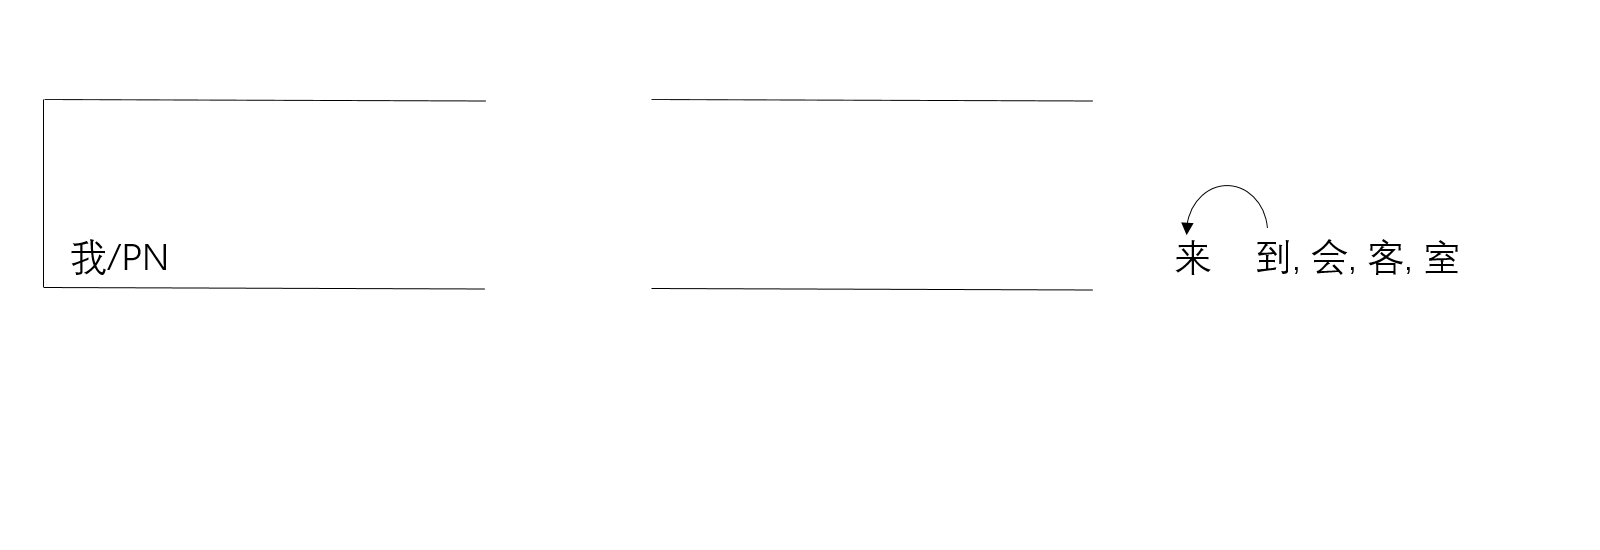 我/PN 来 到, 会, 客, 室